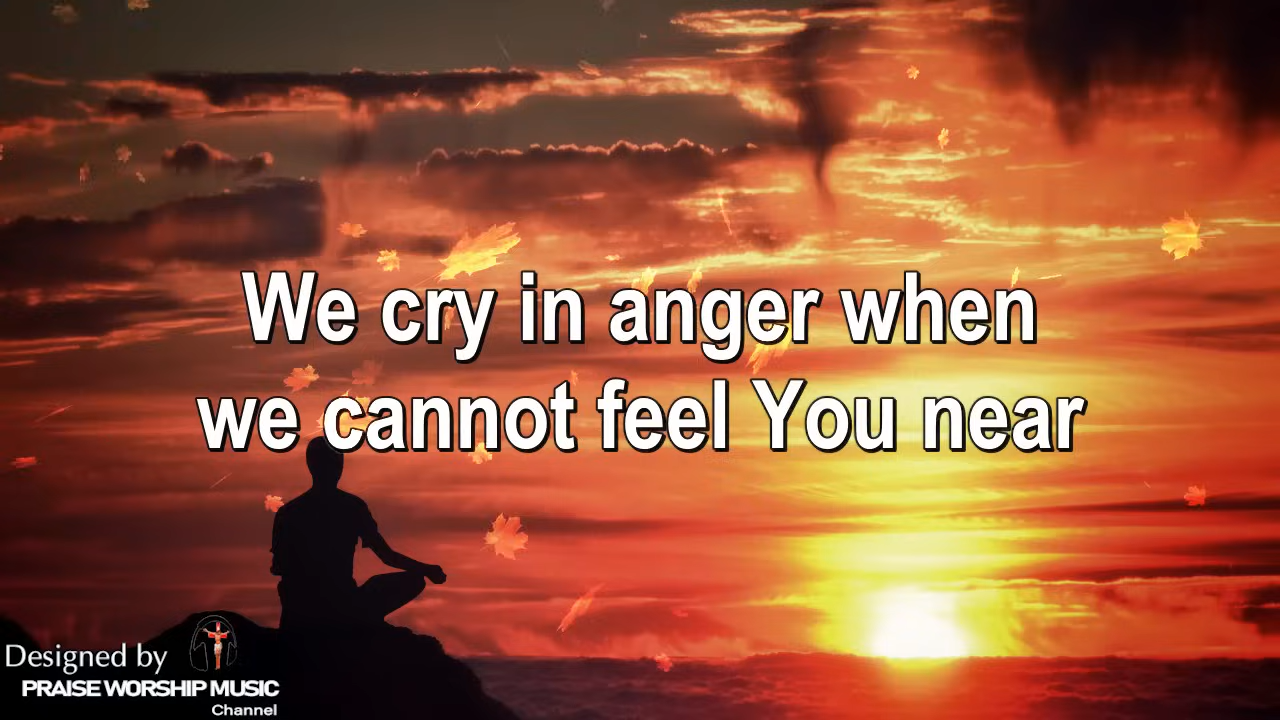 We cry in anger when
we cannot feel You near
Designed by
PRAISE WORSHIP MUSIC
Channel